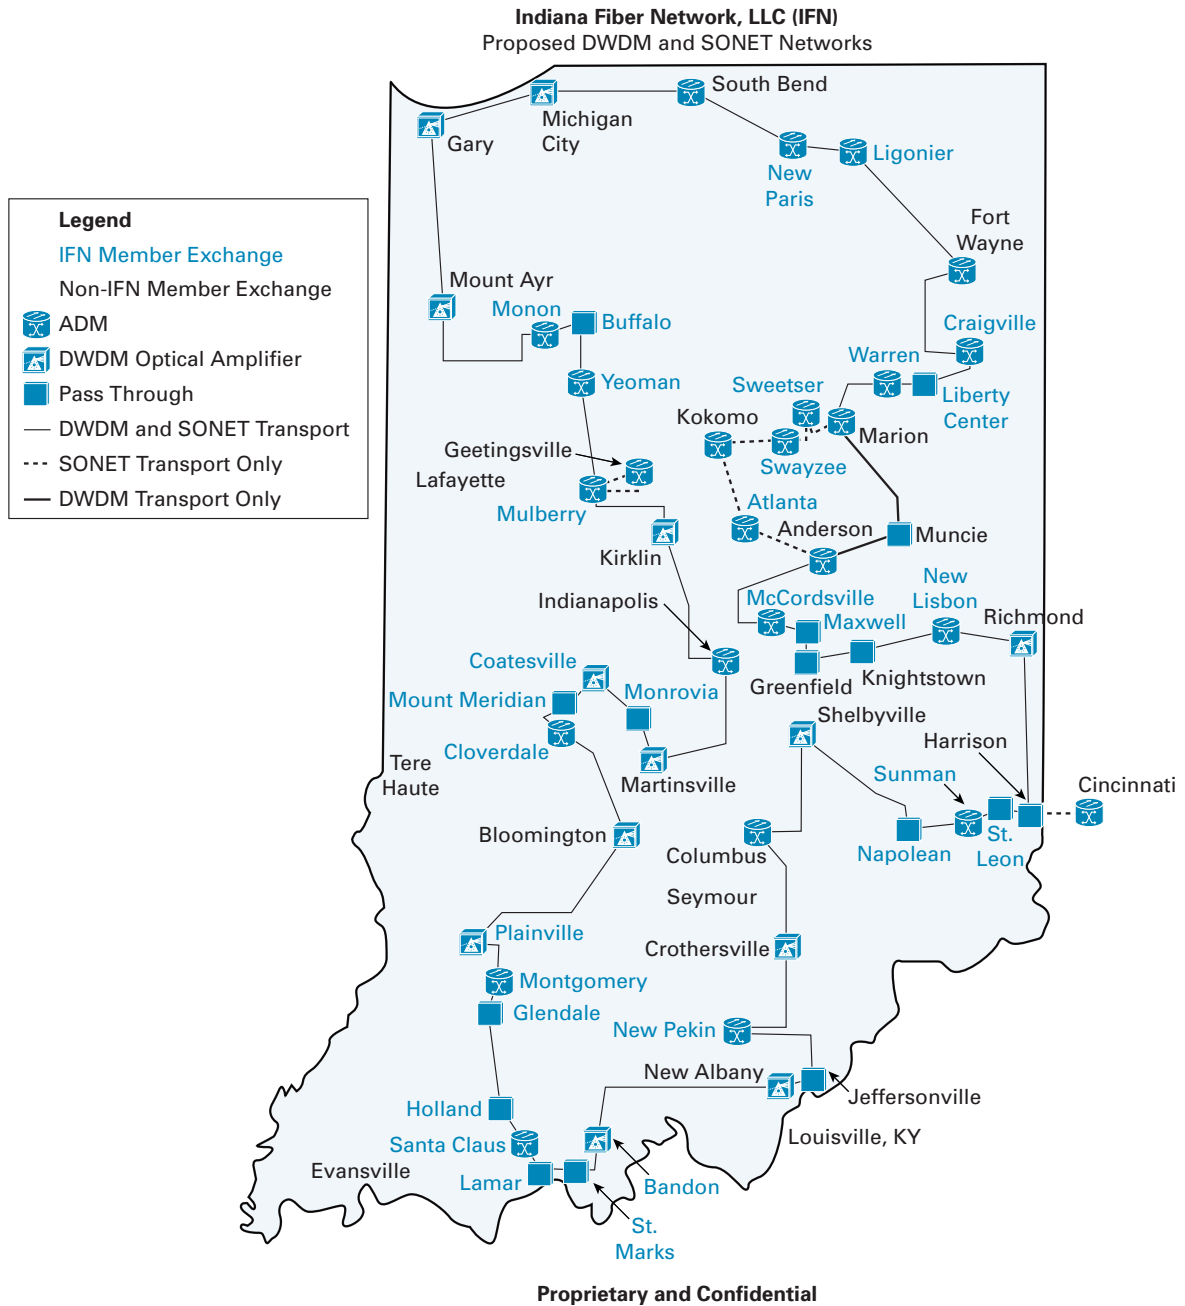 Indiana Fiber Network, LLC (IFN)
Proposed DWDM and SONET Networks
South Bend
Michigan
City
Gary
New
Paris
Ligonier
Fort
Wayne
Legend
IFN Member Exchange
Non-IFN Member Exchange
ADM
DWDM Optical Amplifier
Pass Through
DWDM and SONET Transport
SONET Transport Only
DWDM Transport Only
Mount Ayr
Monon
Buffalo
Craigville
Warren
Yeoman
Sweetser
Liberty
Center
Kokomo
Marion
Geetingsville
Lafayette
Swayzee
Mulberry
Atlanta
Anderson
Muncie
Kirklin
New
Lisbon
Indianapolis
McCordsville
Maxwell
Richmond
Coatesville
Greenfield
Knightstown
Mount Meridian
Monrovia
Shelbyville
Harrison
Cloverdale
Tere
Haute
Martinsville
Sunman
Cincinnati
Bloomington
Columbus
Napolean
St.
Leon
Seymour
Plainville
Crothersville
Montgomery
Glendale
New Pekin
New Albany
Jeffersonville
Holland
Louisville, KY
Santa Claus
Evansville
Lamar
Bandon
St.
Marks
Proprietary and Confidential